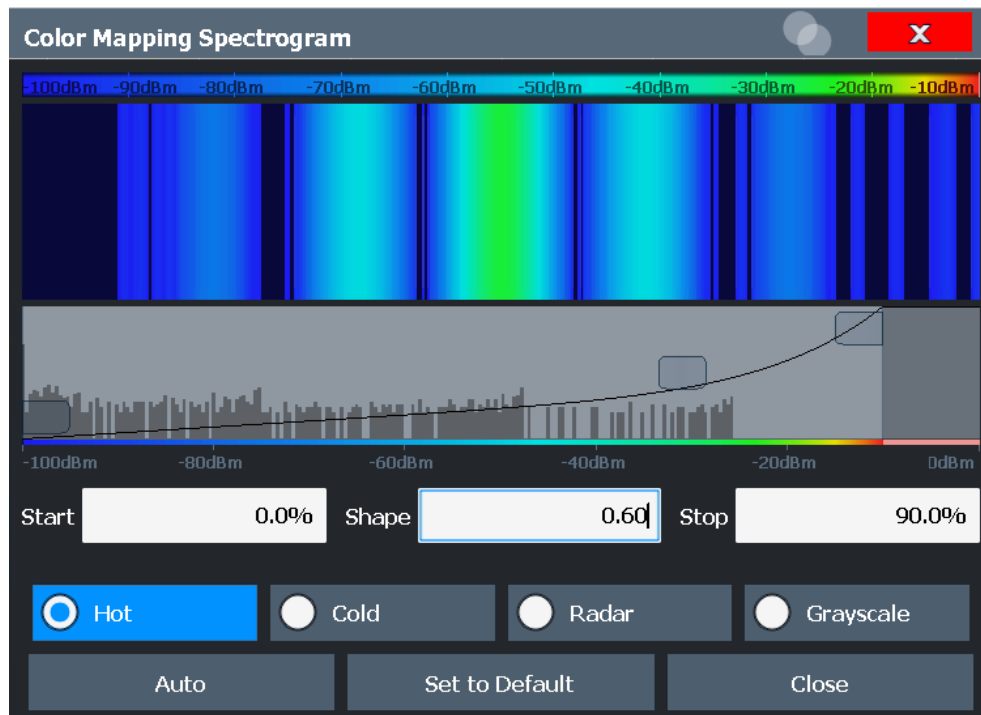 Color Mapping Spectrogram
X
-100dBm -90dBm -80dBm -70dBm -60dBm -50dBm -40dBm -30dBm -20dBm -10dBm
-100dBm -80dBm -60dBm -40dBm -20dBm 0dBm
Start 0.0% Shape 0.60 Stop 90.0%
Hot Cold Radar Grayscale
Auto Set to Default Close